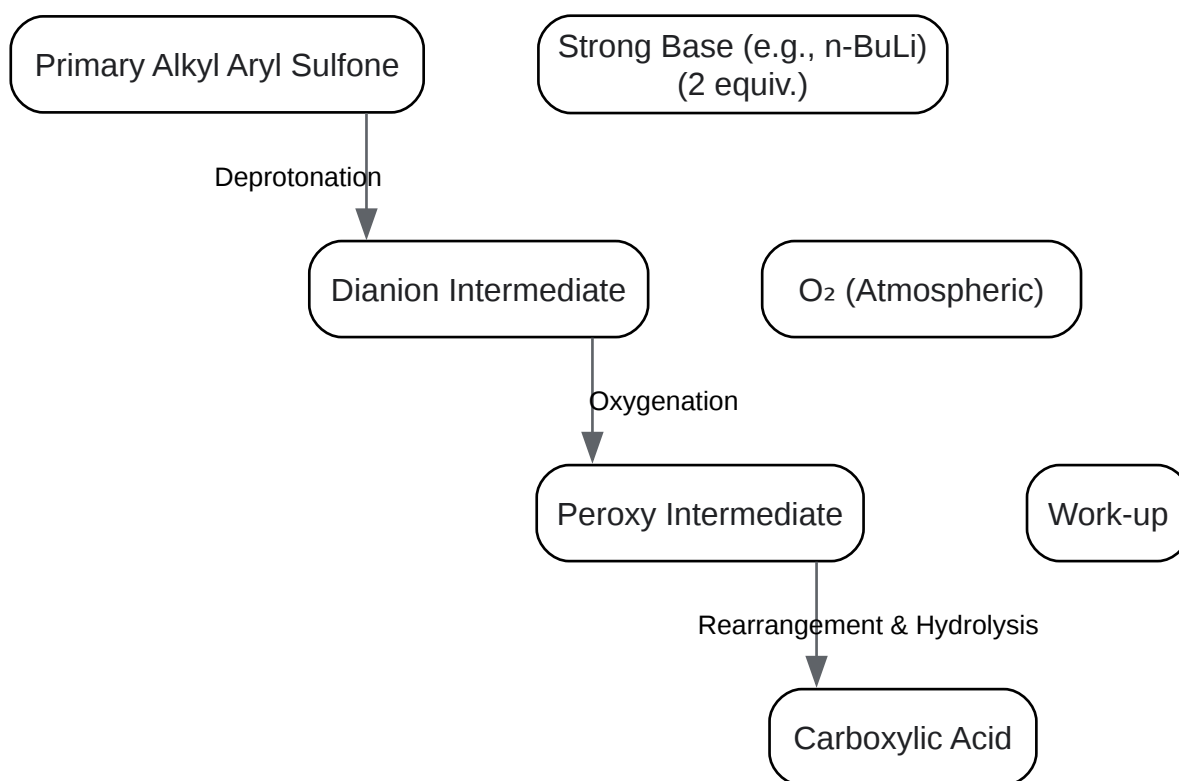 Primary Alkyl Aryl Sulfone
Strong Base (e.g., n-BuLi)
(2 equiv.)
Deprotonation
Dianion Intermediate
O₂ (Atmospheric)
Oxygenation
Peroxy Intermediate
Work-up
Rearrangement & Hydrolysis
Carboxylic Acid